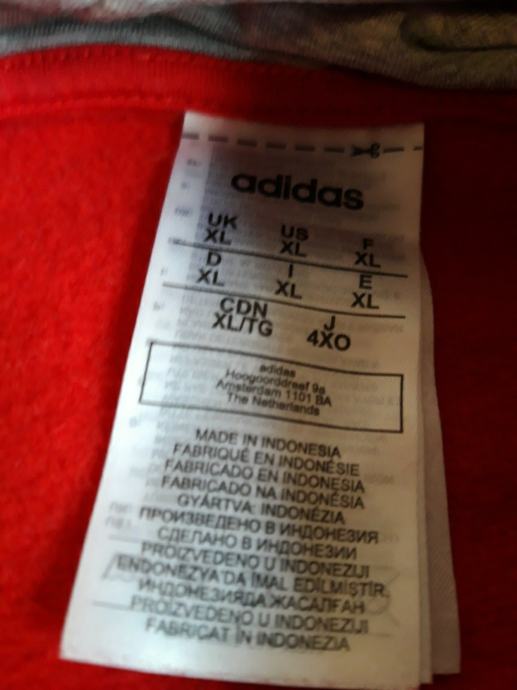 adidas
UK US F
XL XL XL
D I E
XL XL XL
CDN J
XL/TG 4XO
adidas
Hoogoorddreef 9a
Amsterdam 1101 BA
The Netherlands
MADE IN INDONESIA
FABRIQUÉ EN INDONÉSIE
FABRICADO EN INDONESIA
FABRICADO NA INDONÉSIA
GYÁRTVA: INDONÉZIA
ПРОИЗВЕДЕНО В ИНДОНЕЗИЯ
СДЕЛАНО В ИНДОНЕЗИИ
PROIZVEDENO U INDONEZIJI
ENDONEZYA'DA İMAL EDİLMİŞTİR.
ИНДОНЕЗИЯДА ЖАСАЛҒАН
PROIZVEDENO U INDONEZIJI
FABRICAT ÎN INDONEZIA